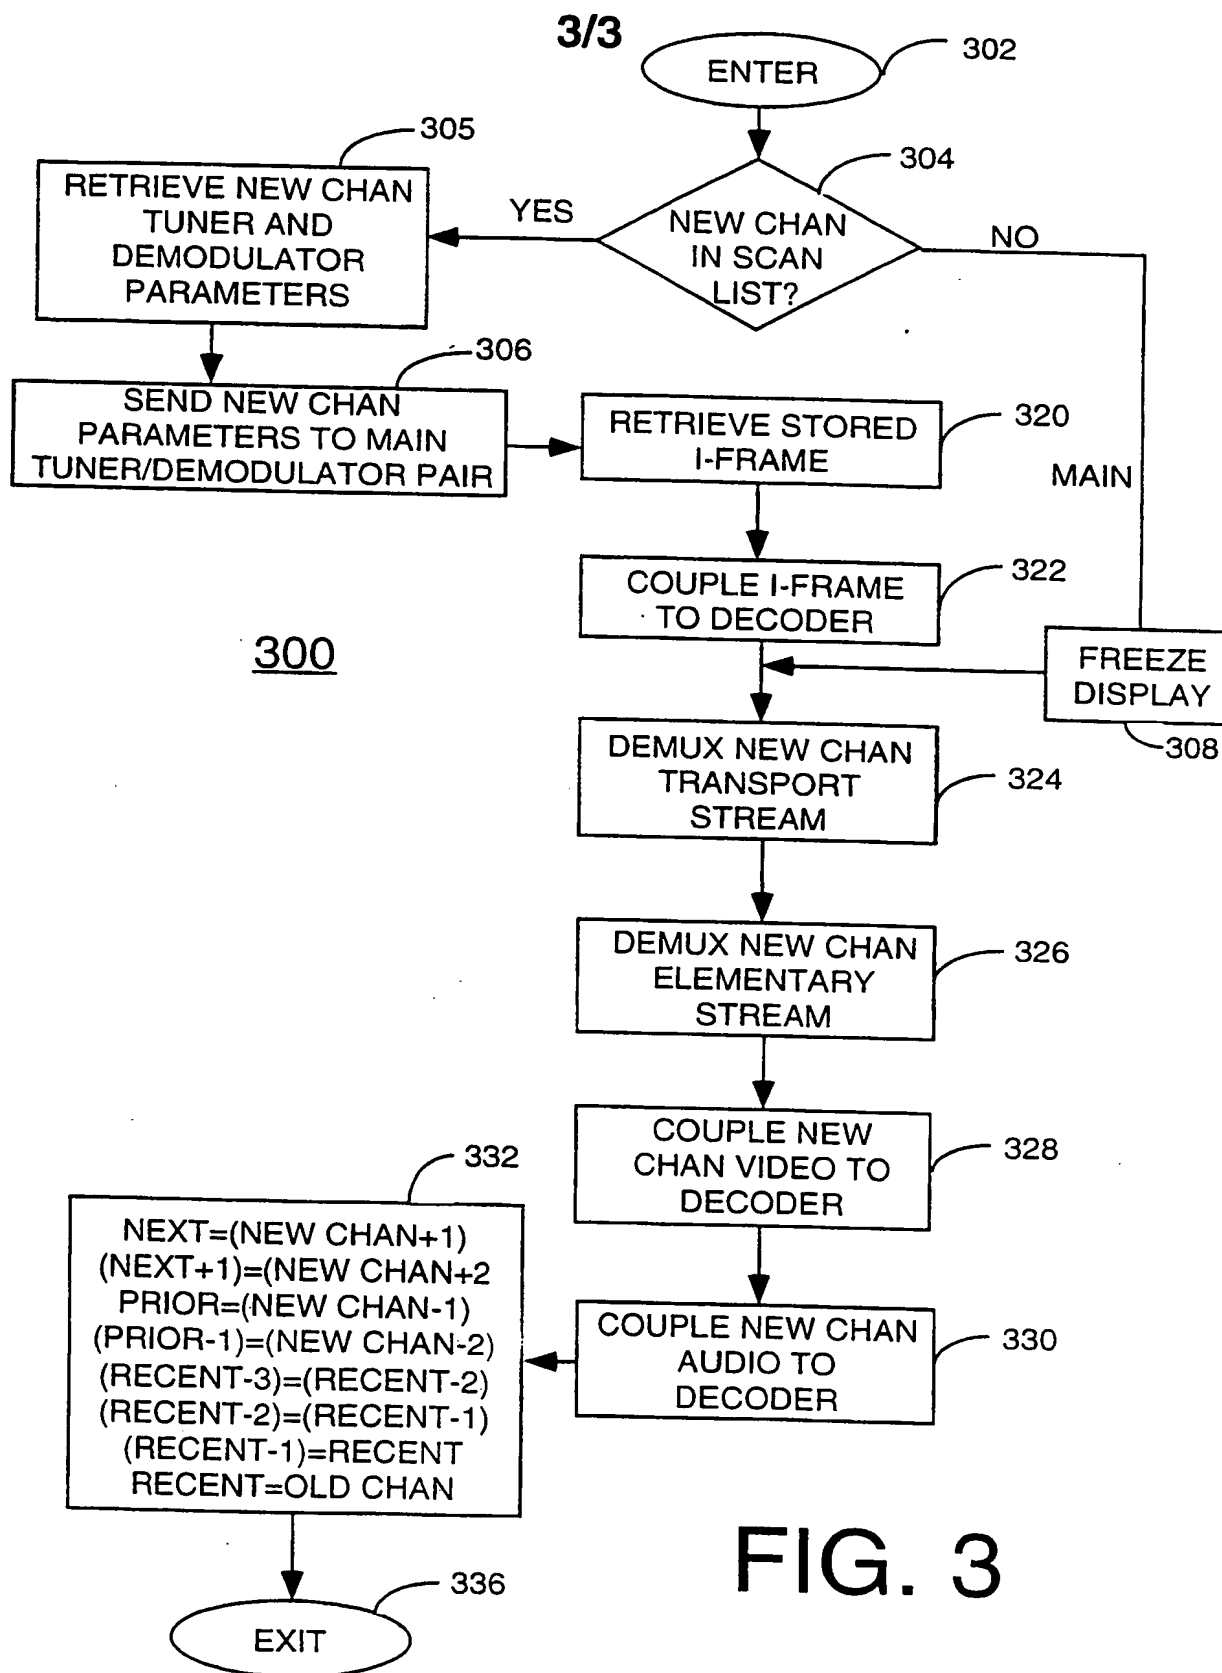 3/3
ENTER
302
304
NEW CHAN
IN SCAN
LIST?
YES
NO
305
RETRIEVE NEW CHAN
TUNER AND
DEMODULATOR
PARAMETERS
306
SEND NEW CHAN
PARAMETERS TO MAIN
TUNER/DEMODULATOR PAIR
RETRIEVE STORED
I-FRAME
320
MAIN
COUPLE I-FRAME
TO DECODER
322
300
FREEZE
DISPLAY
308
DEMUX NEW CHAN
TRANSPORT
STREAM
324
DEMUX NEW CHAN
ELEMENTARY
STREAM
326
COUPLE NEW
CHAN VIDEO TO
DECODER
328
COUPLE NEW CHAN
AUDIO TO
DECODER
330
332
NEXT=(NEW CHAN+1)
(NEXT+1)=(NEW CHAN+2
PRIOR=(NEW CHAN-1)
(PRIOR-1)=(NEW CHAN-2)
(RECENT-3)=(RECENT-2)
(RECENT-2)=(RECENT-1)
(RECENT-1)=RECENT
RECENT=OLD CHAN
336
EXIT
FIG. 3